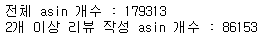 전체 asin 개수 : 179313
2개 이상 리뷰 작성 asin 개수 : 86153